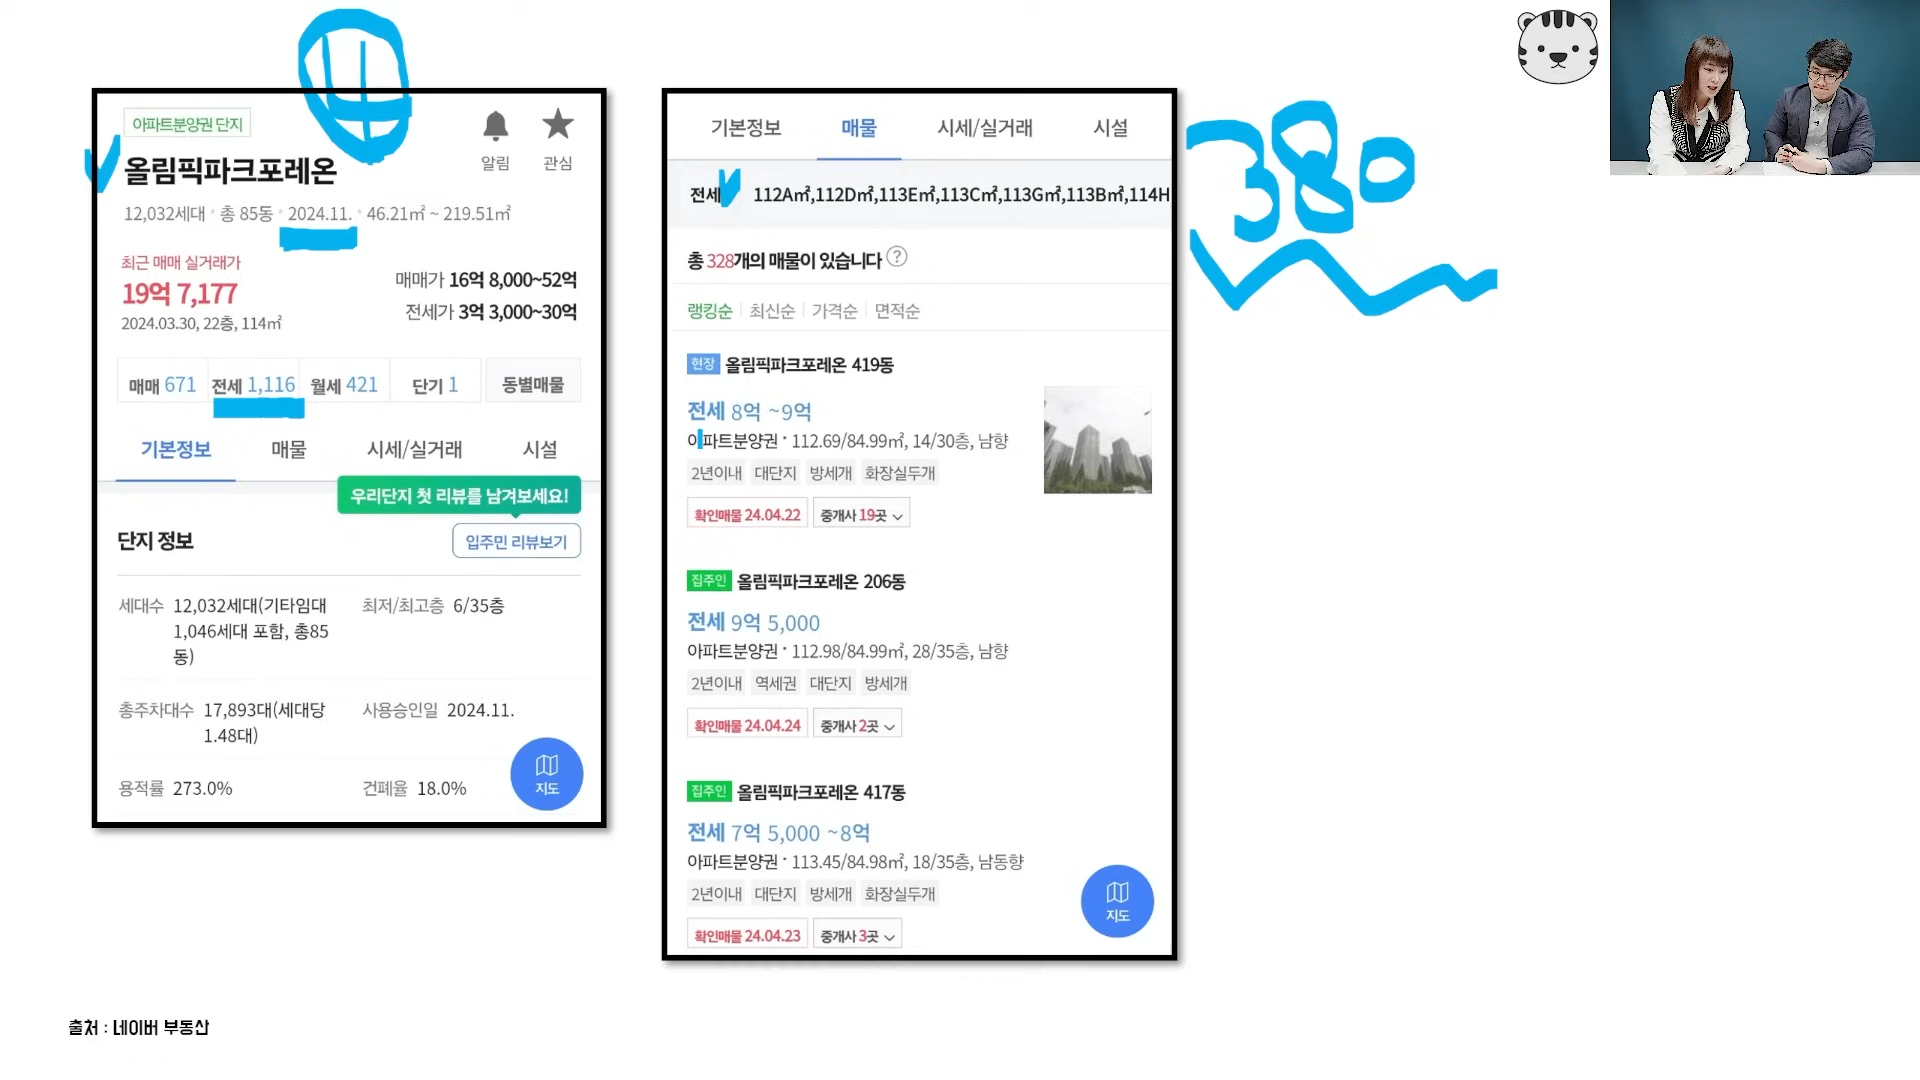 아파트분양권 단지
올림픽파크포레온
알림
관심
12,032세대 · 총 85동 · 2024.11. · 46.21㎡ ~ 219.51㎡
최근 매매 실거래가
19억 7,177
2024.03.30, 22층, 114㎡
매매가 16억 8,000~52억
전세가 3억 3,000~30억
매매 671
전세 1,116
월세 421
단기 1
동별매물
기본정보
매물
시세/실거래
시설
우리단지 첫 리뷰를 남겨보세요!
단지 정보
입주민 리뷰보기
세대수 12,032세대(기타임대
1,046세대 포함, 총85
동)
최저/최고층 6/35층
총주차대수 17,893대(세대당
1.48대)
사용승인일 2024.11.
용적률 273.0%
건폐율 18.0%
지도
기본정보
매물
시세/실거래
시설
전세
112A㎡,112D㎡,113E㎡,113C㎡,113G㎡,113B㎡,114H
총 328개의 매물이 있습니다 ?
랭킹순 | 최신순 | 가격순 | 면적순
현장 올림픽파크포레온 419동
전세 8억 ~9억
아파트분양권 · 112.69/84.99㎡, 14/30층, 남향
2년이내 대단지 방세개 화장실두개
확인매물 24.04.22 중개사 19곳
집주인 올림픽파크포레온 206동
전세 9억 5,000
아파트분양권 · 112.98/84.99㎡, 28/35층, 남향
2년이내 역세권 대단지 방세개
확인매물 24.04.24 중개사 2곳
집주인 올림픽파크포레온 417동
전세 7억 5,000 ~8억
아파트분양권 · 113.45/84.98㎡, 18/35층, 남동향
2년이내 대단지 방세개 화장실두개
확인매물 24.04.23 중개사 3곳
지도
380
출처 : 네이버 부동산